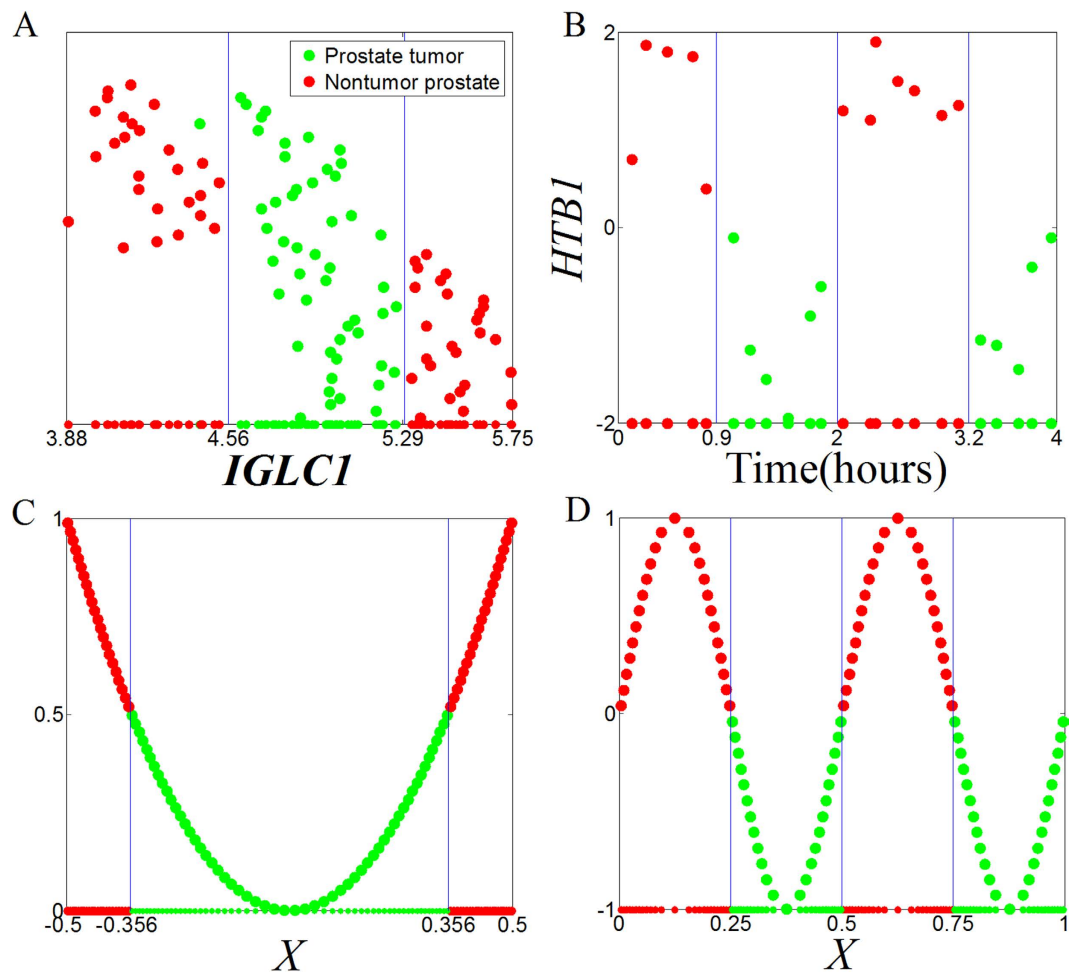 A
Prostate tumor
Nontumor prostate
3.88 4.56 5.29 5.75
IGLC1
B
2
0
-2
HTB1
0 0.9 2 3.2 4
Time(hours)
C
1
0.5
0
-0.5 -0.356 0.356 0.5
X
D
1
0
-1
0 0.25 0.5 0.75 1
X